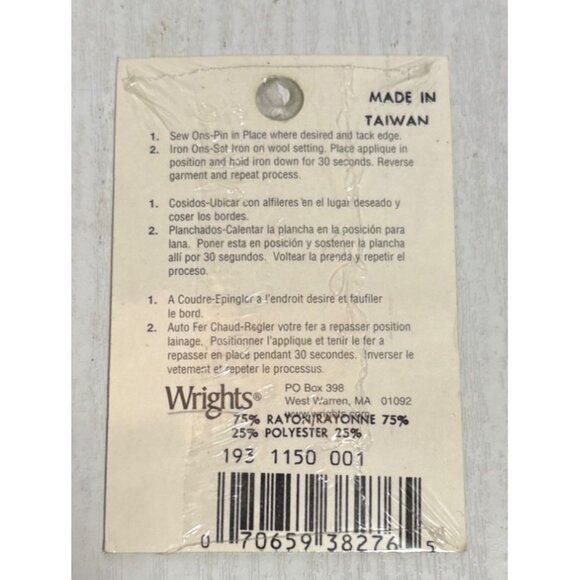 MADE IN
TAIWAN
1. Sew Ons-Pin in Place where desired and tack edge.
2. Iron Ons-Set Iron on wool setting. Place applique in
position and hold iron down for 30 seconds. Reverse
garment and repeat process.
1. Cosidos-Ubicar con alfileres en el lugar deseado y
coser los bordes.
2. Planchados-Calentar la plancha en la posición para
lana. Poner esta en posición y sostener la plancha
allí por 30 segundos. Voltear la prenda y repetir el
proceso.
1. A Coudre-Epingler a l'endroit desire et faufiler
le bord.
2. Auto Fer Chaud-Regler votre fer a repasser position
lainage. Positionner l'applique et tenir le fer a
repasser en place pendant 30 secondes. Inverser le
vetement et repeter le processus.
Wrights®
PO Box 398
West Warren, MA 01092
www.wrights.com
75% RAYON/RAYONNE 75%
25% POLYESTER 25%
193 1150 001
0 70659 38276 5